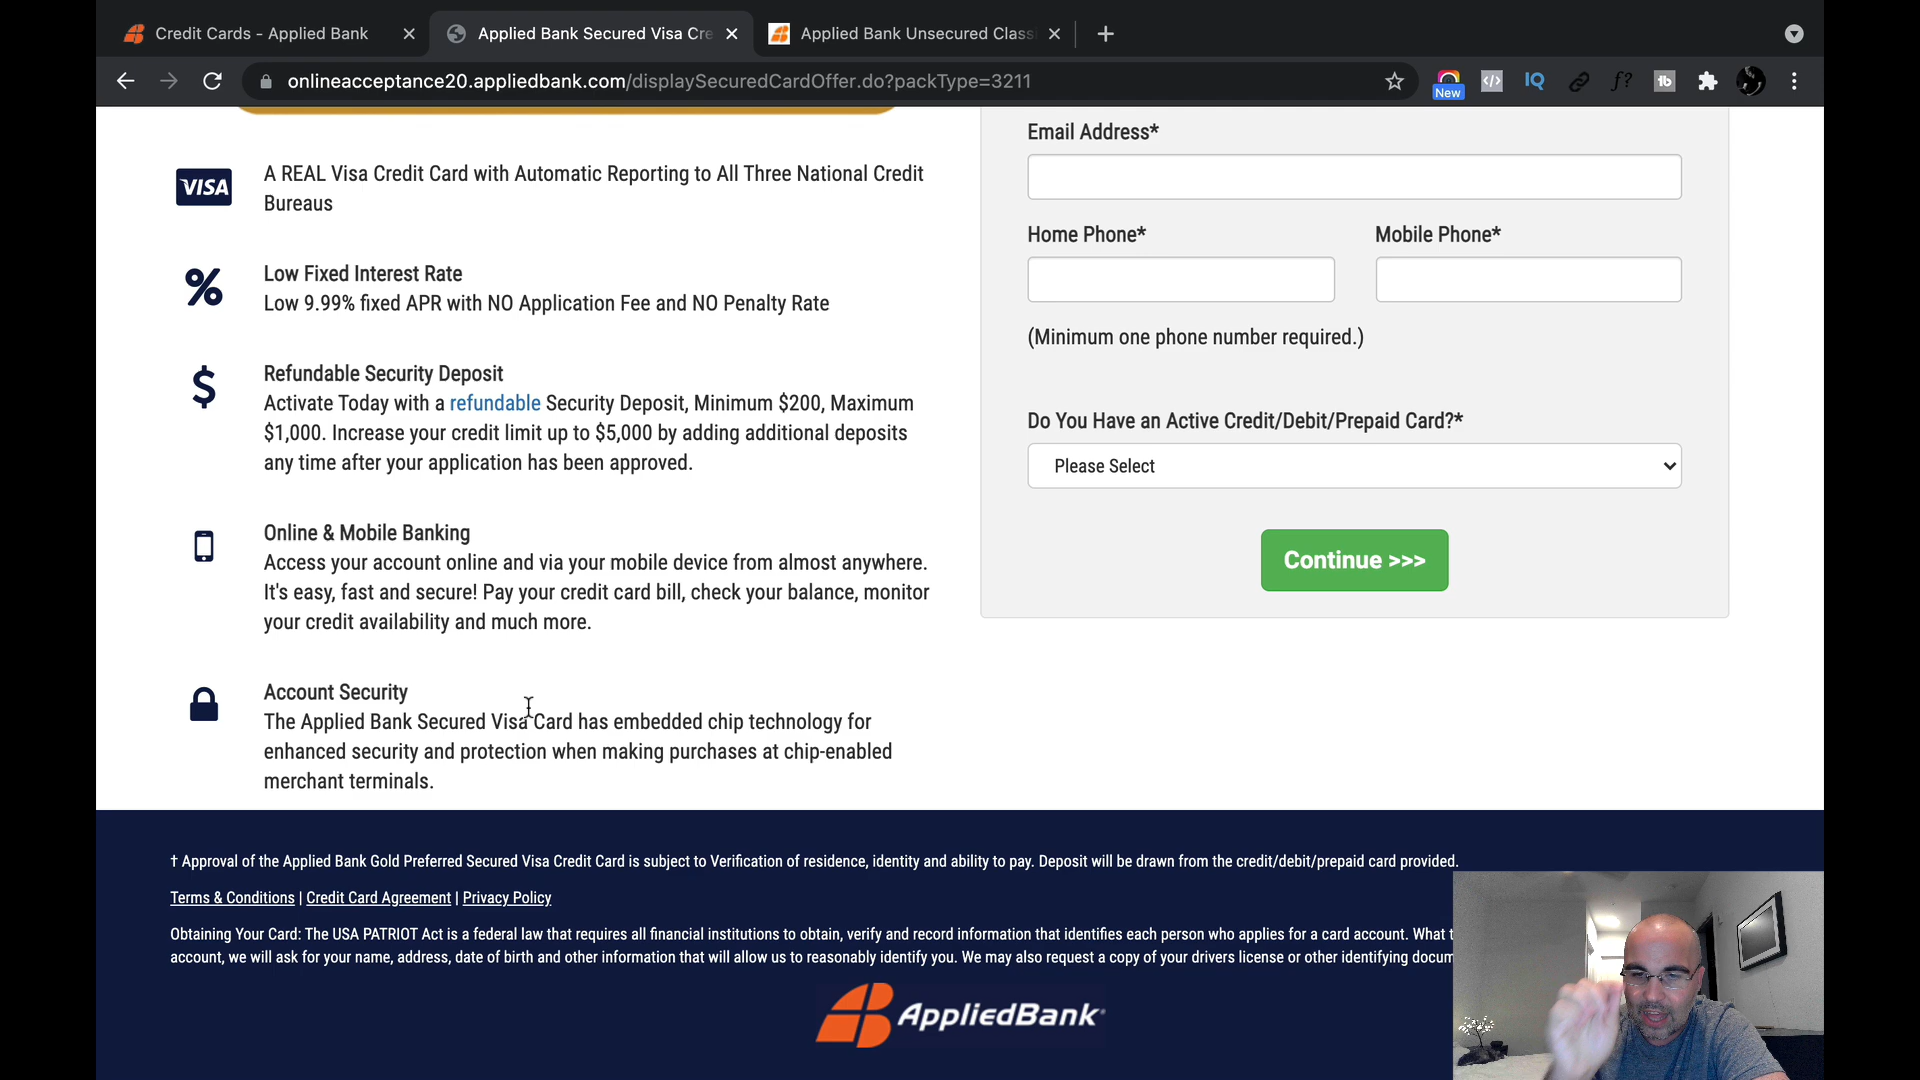 Credit Cards - Applied Bank
Applied Bank Secured Visa Cre
Applied Bank Unsecured Class
onlineacceptance20.appliedbank.com/displaySecuredCardOffer.do?packType=3211
New
</>
IQ
f?
tb
VISA
A REAL Visa Credit Card with Automatic Reporting to All Three National Credit
Bureaus
%
Low Fixed Interest Rate
Low 9.99% fixed APR with NO Application Fee and NO Penalty Rate
$
Refundable Security Deposit
Activate Today with a refundable Security Deposit, Minimum $200, Maximum
$1,000. Increase your credit limit up to $5,000 by adding additional deposits
any time after your application has been approved.
Online & Mobile Banking
Access your account online and via your mobile device from almost anywhere.
It's easy, fast and secure! Pay your credit card bill, check your balance, monitor
your credit availability and much more.
Account Security
The Applied Bank Secured Visa Card has embedded chip technology for
enhanced security and protection when making purchases at chip-enabled
merchant terminals.
Email Address*
Home Phone*
Mobile Phone*
(Minimum one phone number required.)
Do You Have an Active Credit/Debit/Prepaid Card?*
Please Select
Continue >>>
† Approval of the Applied Bank Gold Preferred Secured Visa Credit Card is subject to Verification of residence, identity and ability to pay. Deposit will be drawn from the credit/debit/prepaid card provided.
Terms & Conditions | Credit Card Agreement | Privacy Policy
Obtaining Your Card: The USA PATRIOT Act is a federal law that requires all financial institutions to obtain, verify and record information that identifies each person who applies for a card account. What t
account, we will ask for your name, address, date of birth and other information that will allow us to reasonably identify you. We may also request a copy of your drivers license or other identifying docum
AppliedBank